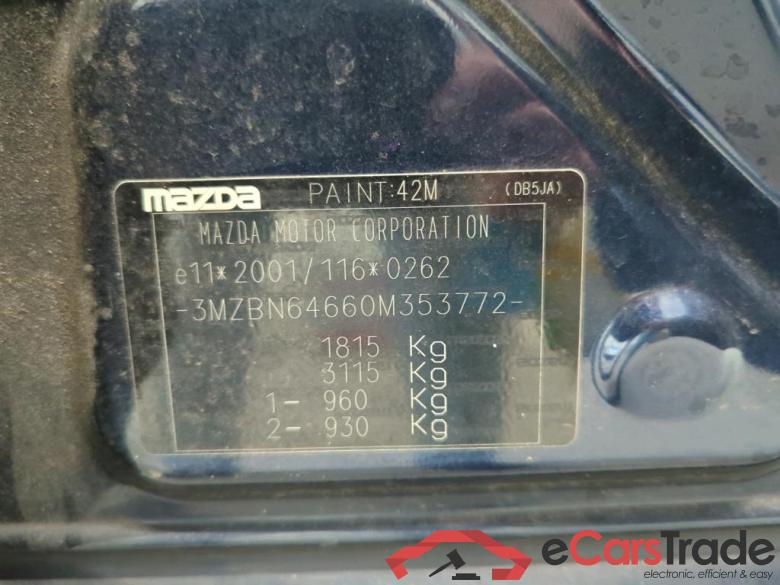 mazda PAINT:42M (DB5JA)
MAZDA MOTOR CORPORATION
e11*2001/116*0262
-3MZBN64660M353772-
1815 Kg
3115 Kg
1- 960 Kg
2- 930 Kg
eCarsTrade
electronic, efficient & easy